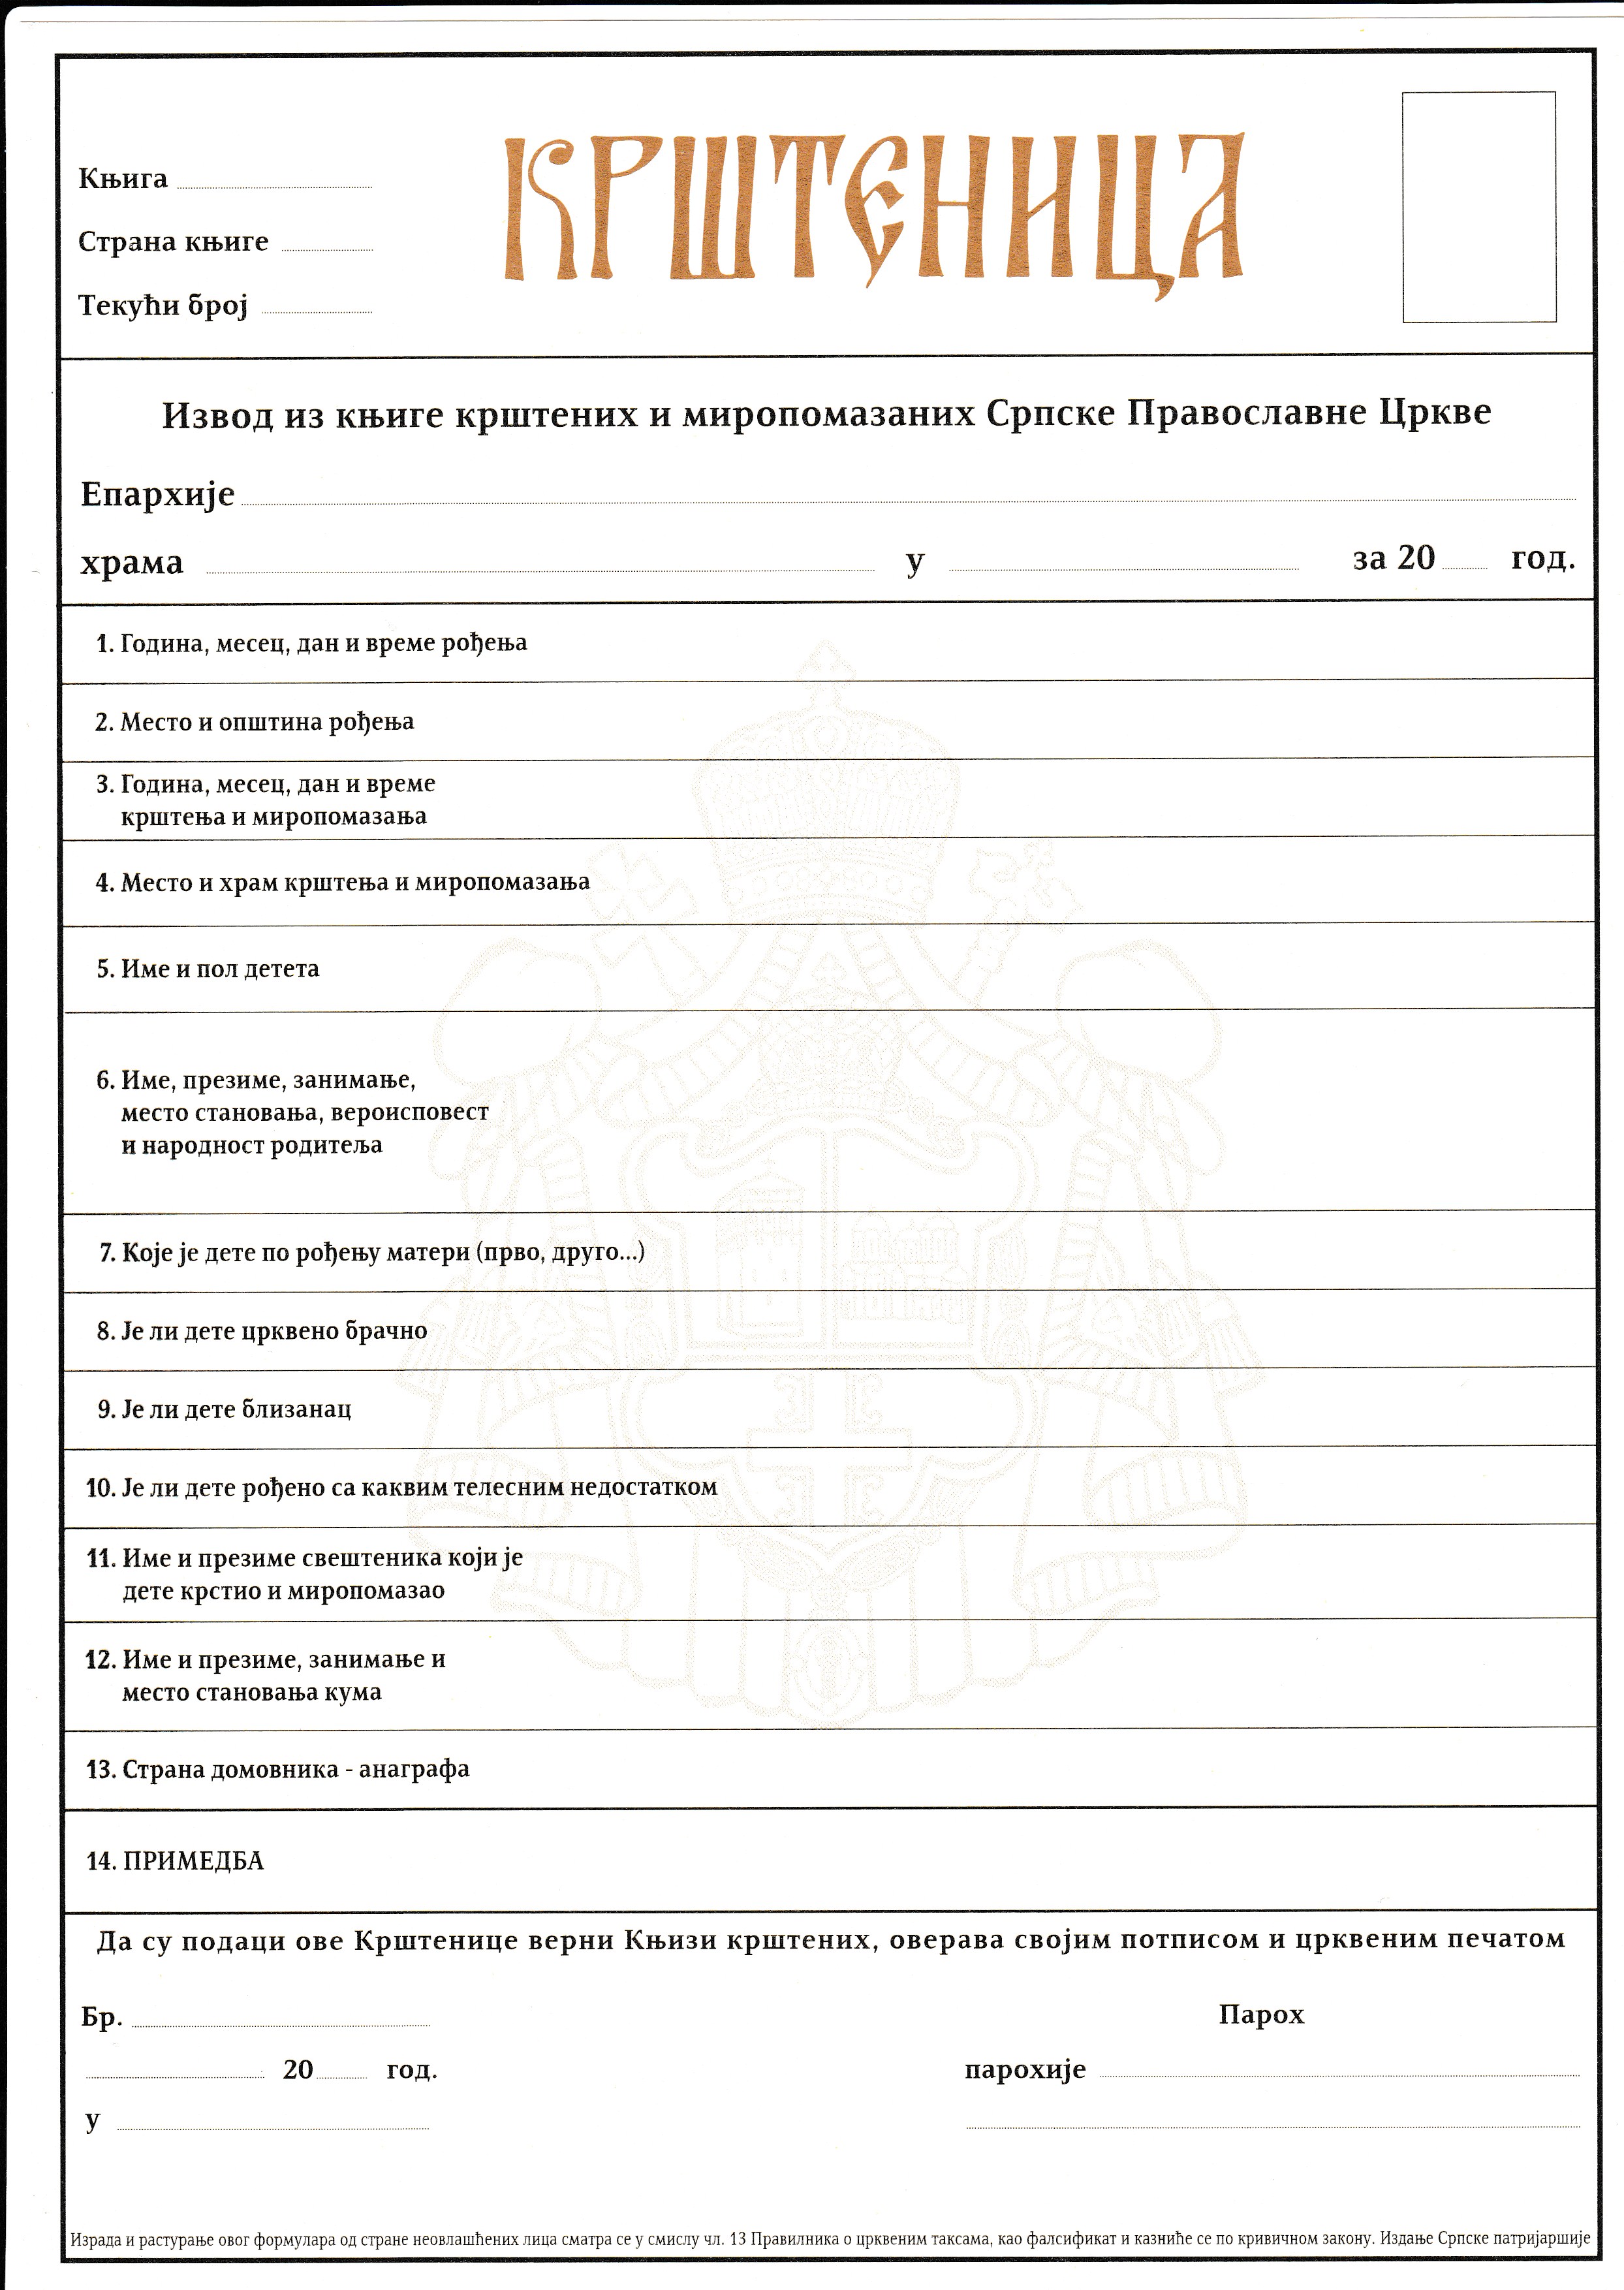 КРШТЕНИЦА
Књига
Страна књиге
Текући број
Извод из књиге крштених и миропомазаних Српске Православне Цркве
Епархије
храма у за 20 год.
1. Година, месец, дан и време рођења
2. Место и општина рођења
3. Година, месец, дан и време
крштења и миропомазања
4. Место и храм крштења и миропомазања
5. Име и пол детета
6. Име, презиме, занимање,
место становања, вероисповест
и народност родитеља
7. Које је дете по рођењу матери (прво, друго...)
8. Је ли дете црквено брачно
9. Је ли дете близанац
10. Је ли дете рођено са каквим телесним недостатком
11. Име и презиме свештеника који је
дете крстио и миропомазао
12. Име и презиме, занимање и
место становања кума
13. Страна домовника - анаграфа
14. ПРИМЕДБА
Да су подаци ове Крштенице верни Књизи крштених, оверава својим потписом и црквеним печатом
Бр.
Парох
20 год.
парохије
у
Израда и растурање овог формулара од стране неовлашћених лица сматра се у смислу чл. 13 Правилника о црквеним таксама, као фалсификат и казниће се по кривичном закону. Издање Српске патријаршије